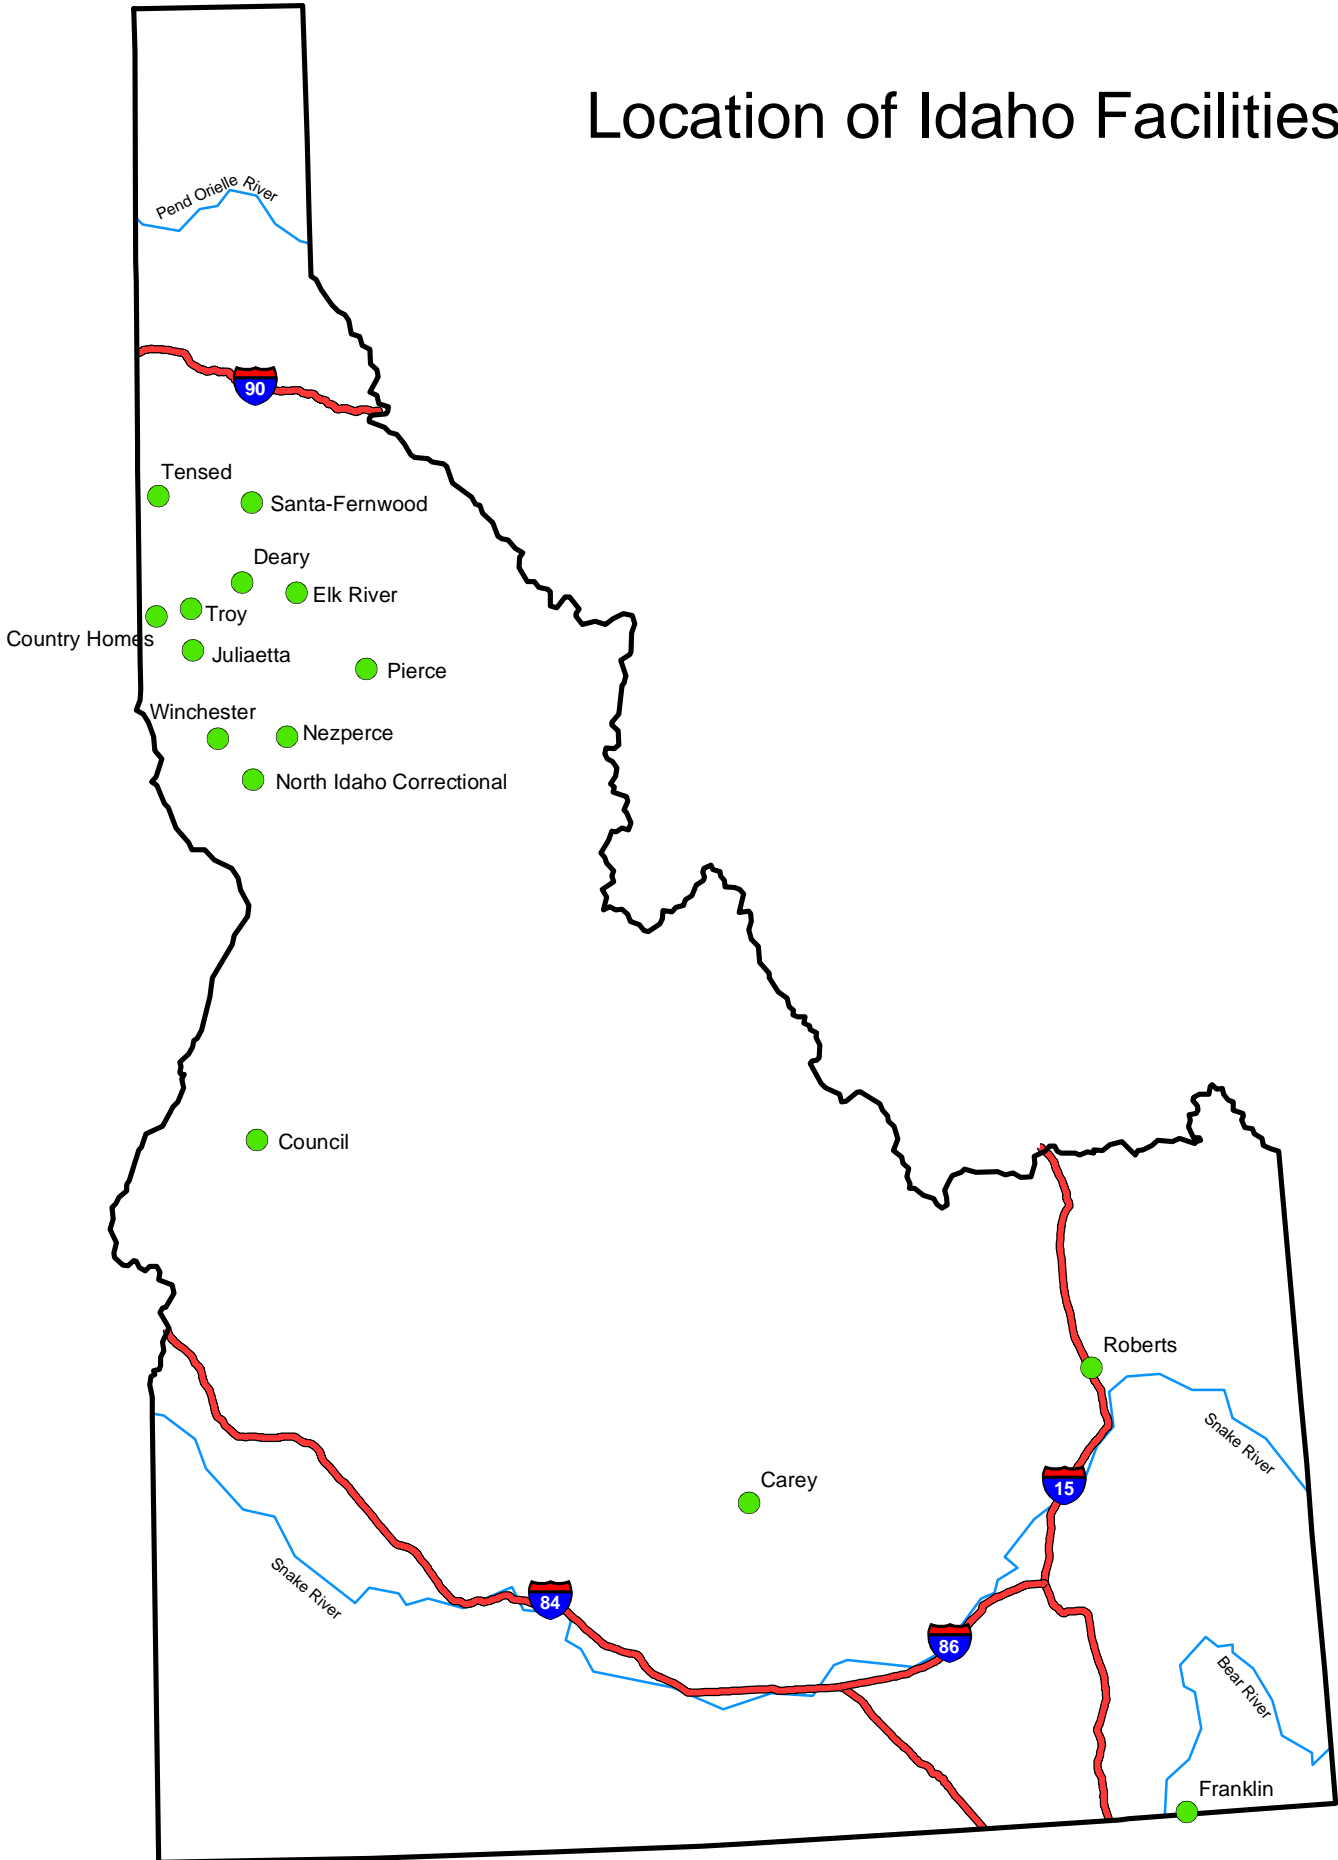 Location of Idaho Facilities
Pend Orielle River
90
Tensed
Santa-Fernwood
Deary
Elk River
Troy
Country Homes
Juliaetta
Pierce
Winchester
Nezperce
North Idaho Correctional
Council
Roberts
Snake River
Carey
15
Snake River
84
86
Bear River
Franklin